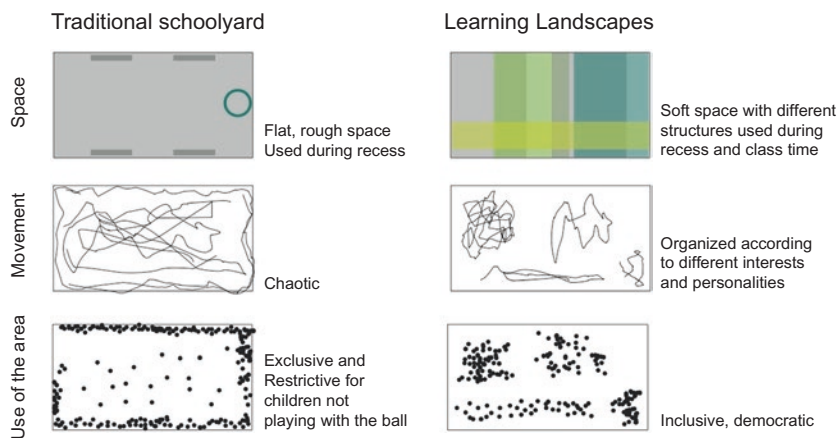 Traditional schoolyard
Learning Landscapes
Space
Flat, rough space
Used during recess
Soft space with different
structures used during
recess and class time
Movement
Chaotic
Organized according
to different interests
and personalities
Use of the area
Exclusive and
Restrictive for
children not
playing with the ball
Inclusive, democratic